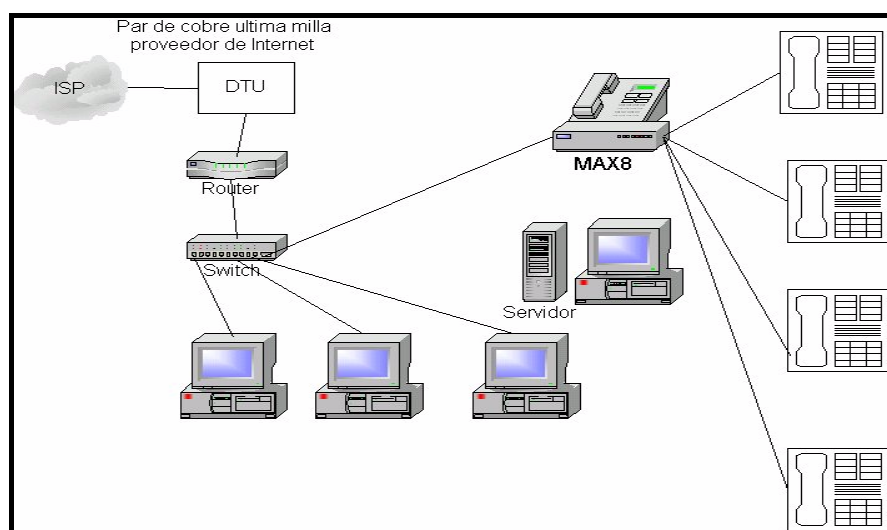 Par de cobre ultima milla
proveedor de Internet
ISP
DTU
MAX8
Router
Switch
Servidor